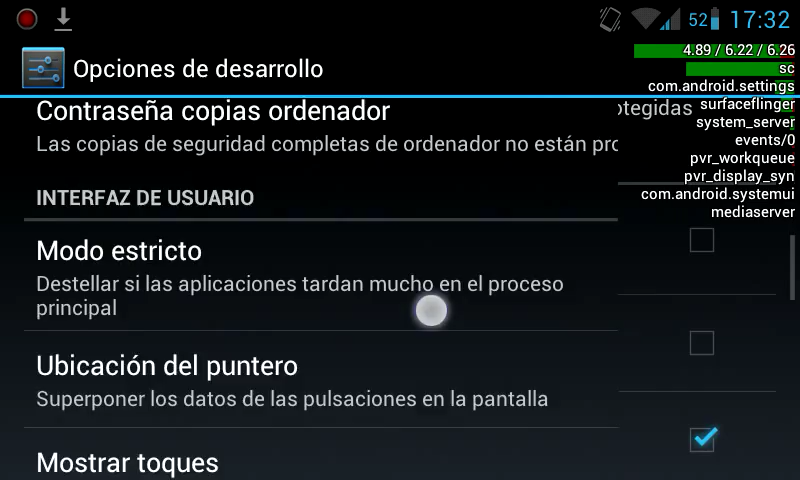 52 17:32
Opciones de desarrollo
4.89 / 6.22 / 6.26
sc
com.android.settings
surfaceflinger
system_server
events/0
pvr_workqueue
pvr_display_syn
com.android.systemui
mediaserver
Contraseña copias ordenador
Las copias de seguridad completas de ordenador no están pro
otegidas
INTERFAZ DE USUARIO
Modo estricto
Destellar si las aplicaciones tardan mucho en el proceso
principal
Ubicación del puntero
Superponer los datos de las pulsaciones en la pantalla
Mostrar toques